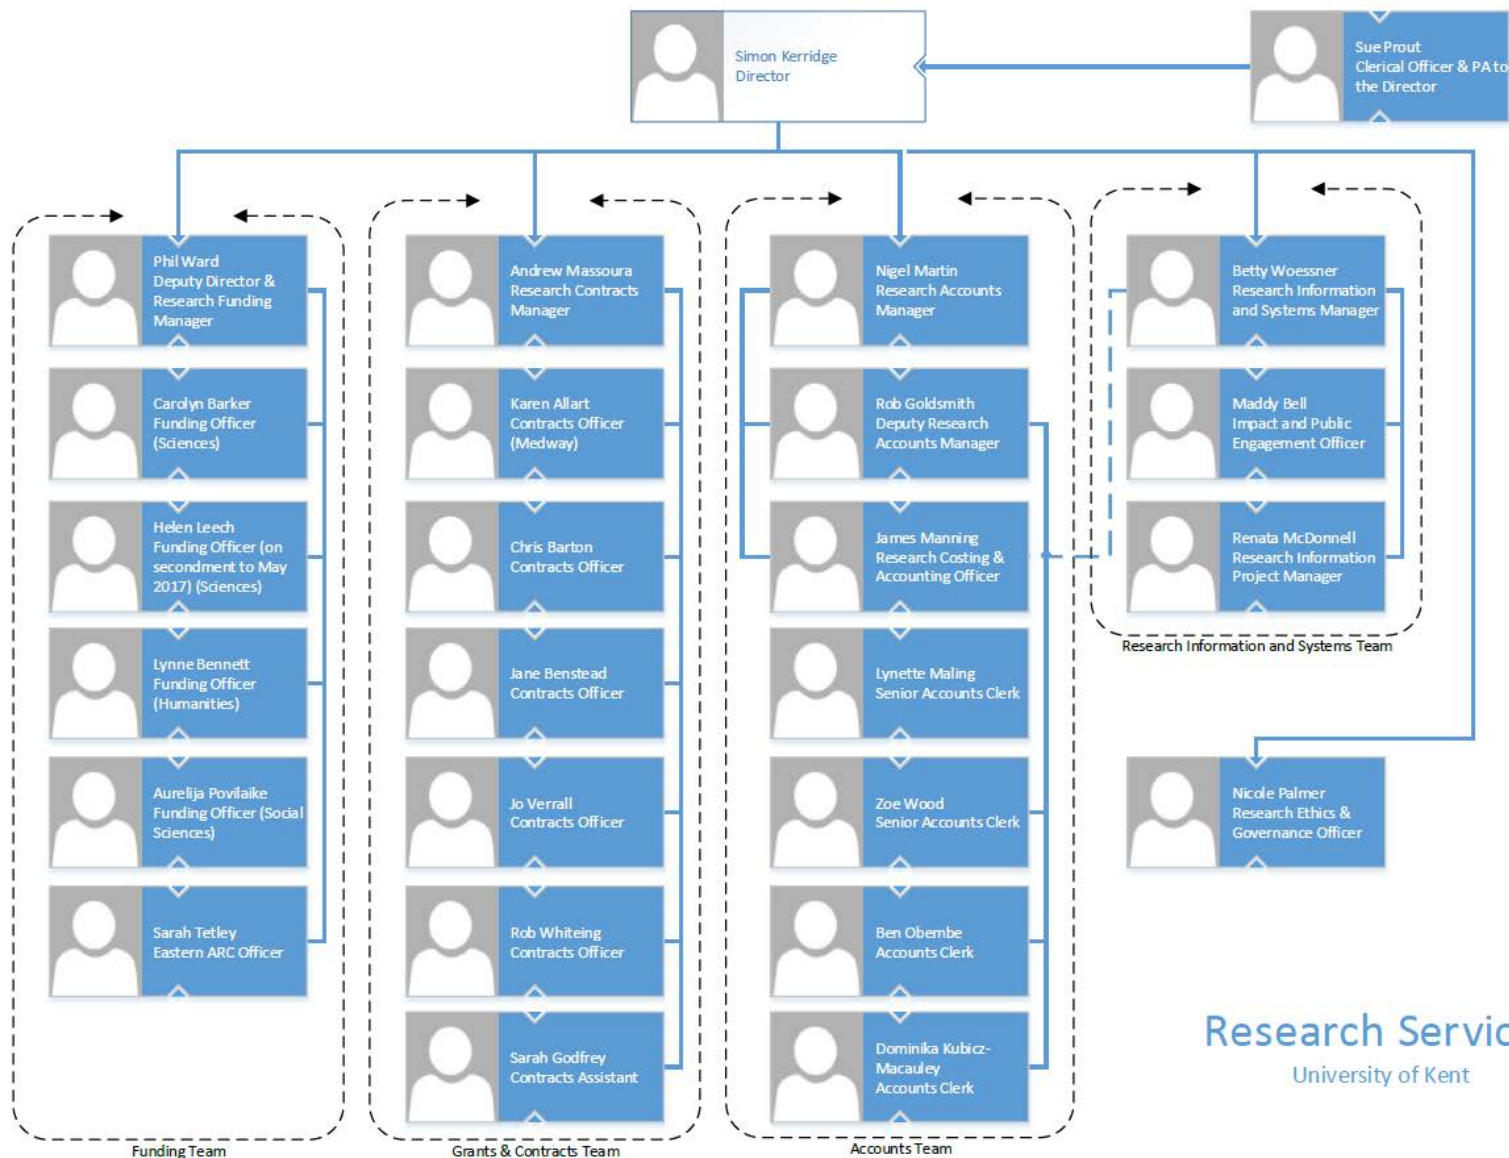 Simon Kerridge
Director
Sue Prout
Clerical Officer & PA to
the Director
Phil Ward
Deputy Director &
Research Funding
Manager
Carolyn Barker
Funding Officer
(Sciences)
Helen Leech
Funding Officer (on
secondment to May
2017) (Sciences)
Lynne Bennett
Funding Officer
(Humanities)
Aurelija Povilaike
Funding Officer (Social
Sciences)
Sarah Tetley
Eastern ARC Officer
Funding Team
Andrew Massoura
Research Contracts
Manager
Karen Allart
Contracts Officer
(Medway)
Chris Barton
Contracts Officer
Jane Benstead
Contracts Officer
Jo Verrall
Contracts Officer
Rob Whiteing
Contracts Officer
Sarah Godfrey
Contracts Assistant
Grants & Contracts Team
Nigel Martin
Research Accounts
Manager
Rob Goldsmith
Deputy Research
Accounts Manager
James Manning
Research Costing &
Accounting Officer
Lynette Maling
Senior Accounts Clerk
Zoe Wood
Senior Accounts Clerk
Ben Obembe
Accounts Clerk
Dominika Kubicz-
Macauley
Accounts Clerk
Accounts Team
Betty Woessner
Research Information
and Systems Manager
Maddy Bell
Impact and Public
Engagement Officer
Renata McDonnell
Research Information
Project Manager
Research Information and Systems Team
Nicole Palmer
Research Ethics &
Governance Officer
Research Servic
University of Kent